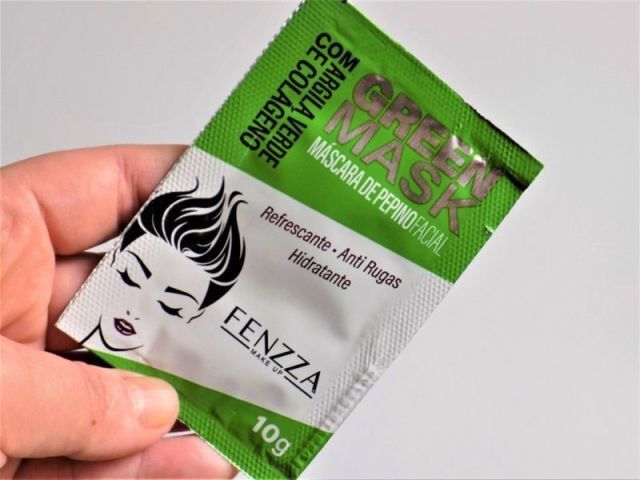 COM
ARGILA VERDE
E COLÁGENO
GREEN
MASK
MÁSCARA DE PEPINO FACIAL
Refrescante • Anti Rugas
Hidratante
FENZZA
MAKE UP
10g